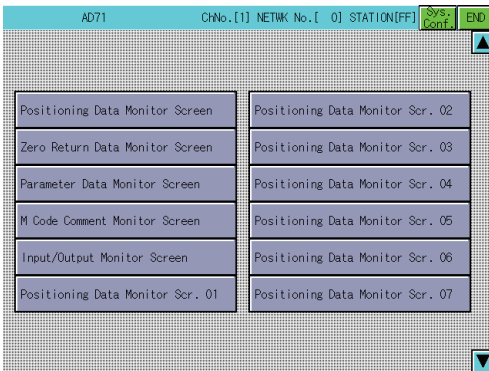 AD71 ChNo.[1] NETWK No.[ 0] STATION[FF] Sys. Conf. END
Positioning Data Monitor Screen
Zero Return Data Monitor Screen
Parameter Data Monitor Screen
M Code Comment Monitor Screen
Input/Output Monitor Screen
Positioning Data Monitor Scr. 01
Positioning Data Monitor Scr. 02
Positioning Data Monitor Scr. 03
Positioning Data Monitor Scr. 04
Positioning Data Monitor Scr. 05
Positioning Data Monitor Scr. 06
Positioning Data Monitor Scr. 07